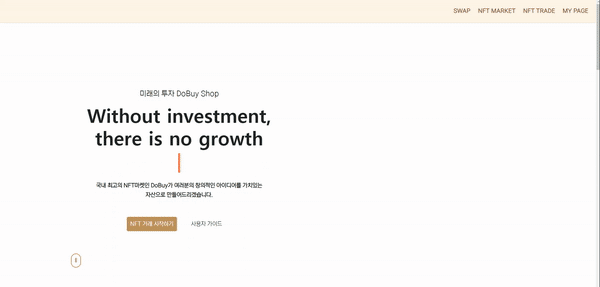 SWAP NFT MARKET NFT TRADE MY PAGE
미래의 투자 DoBuy Shop
Without investment,
there is no growth
국내 최고의 NFT마켓인 DoBuy가 여러분의 창의적인 아이디어를 가치있는
자산으로 만들어드리겠습니다.
NFT 거래 시작하기 사용자 가이드